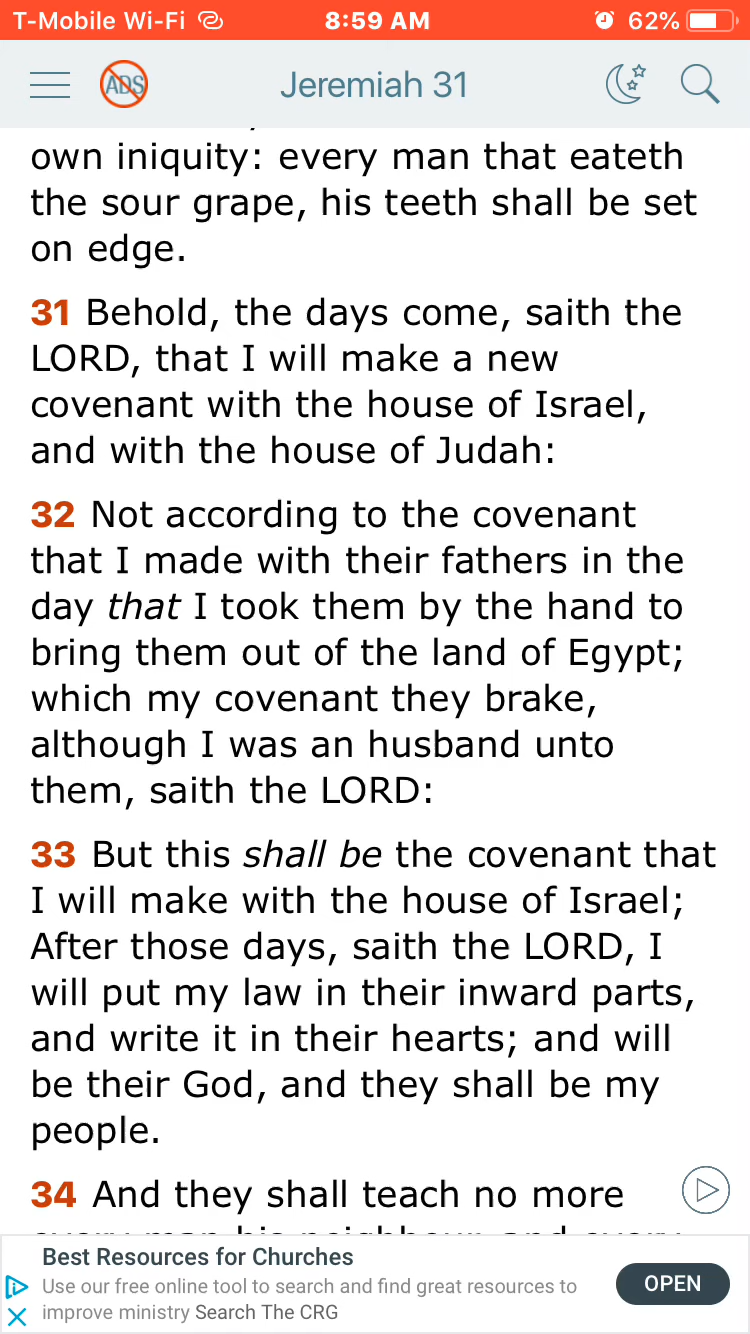 T-Mobile Wi-Fi 8:59 AM 62%
ADS Jeremiah 31
own iniquity: every man that eateth
the sour grape, his teeth shall be set
on edge.
31 Behold, the days come, saith the
LORD, that I will make a new
covenant with the house of Israel,
and with the house of Judah:
32 Not according to the covenant
that I made with their fathers in the
day that I took them by the hand to
bring them out of the land of Egypt;
which my covenant they brake,
although I was an husband unto
them, saith the LORD:
33 But this shall be the covenant that
I will make with the house of Israel;
After those days, saith the LORD, I
will put my law in their inward parts,
and write it in their hearts; and will
be their God, and they shall be my
people.
34 And they shall teach no more
every man his neighbour, and every
Best Resources for Churches
Use our free online tool to search and find great resources to
improve ministry Search The CRG
OPEN